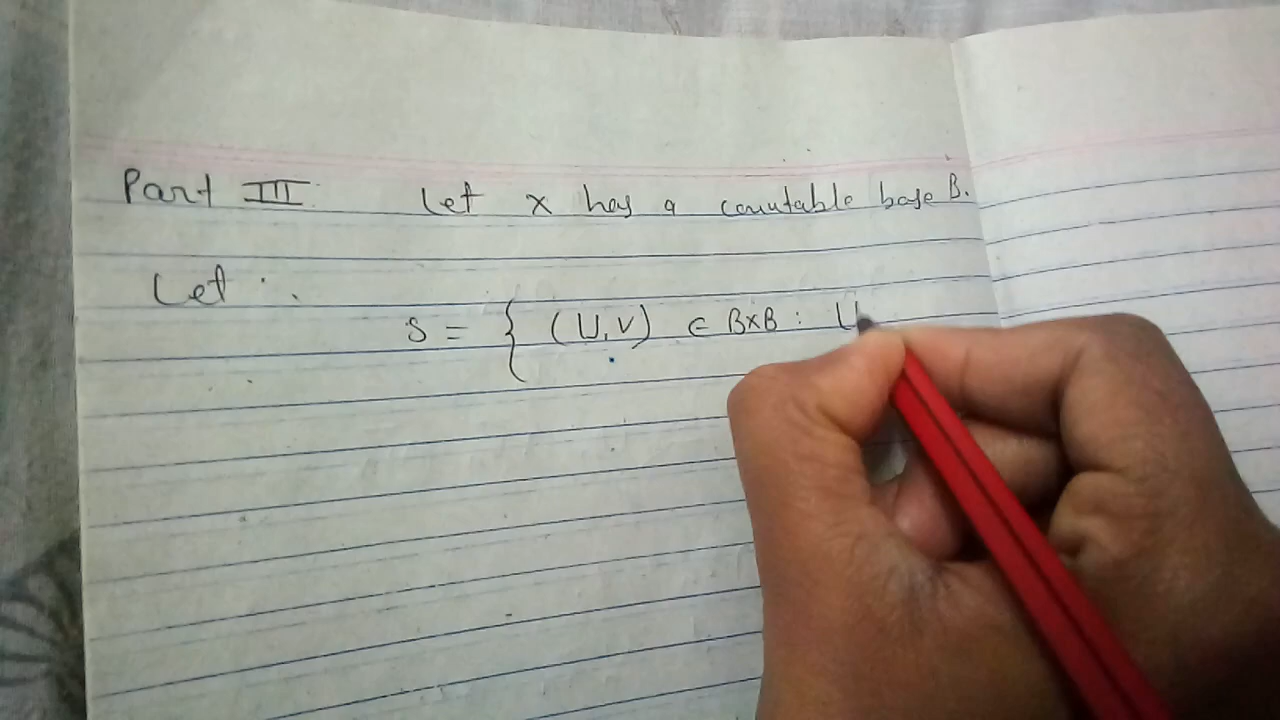 Part III. Let x has a countable base B.
Let :.
S = { (U, V) ∈ B×B : U